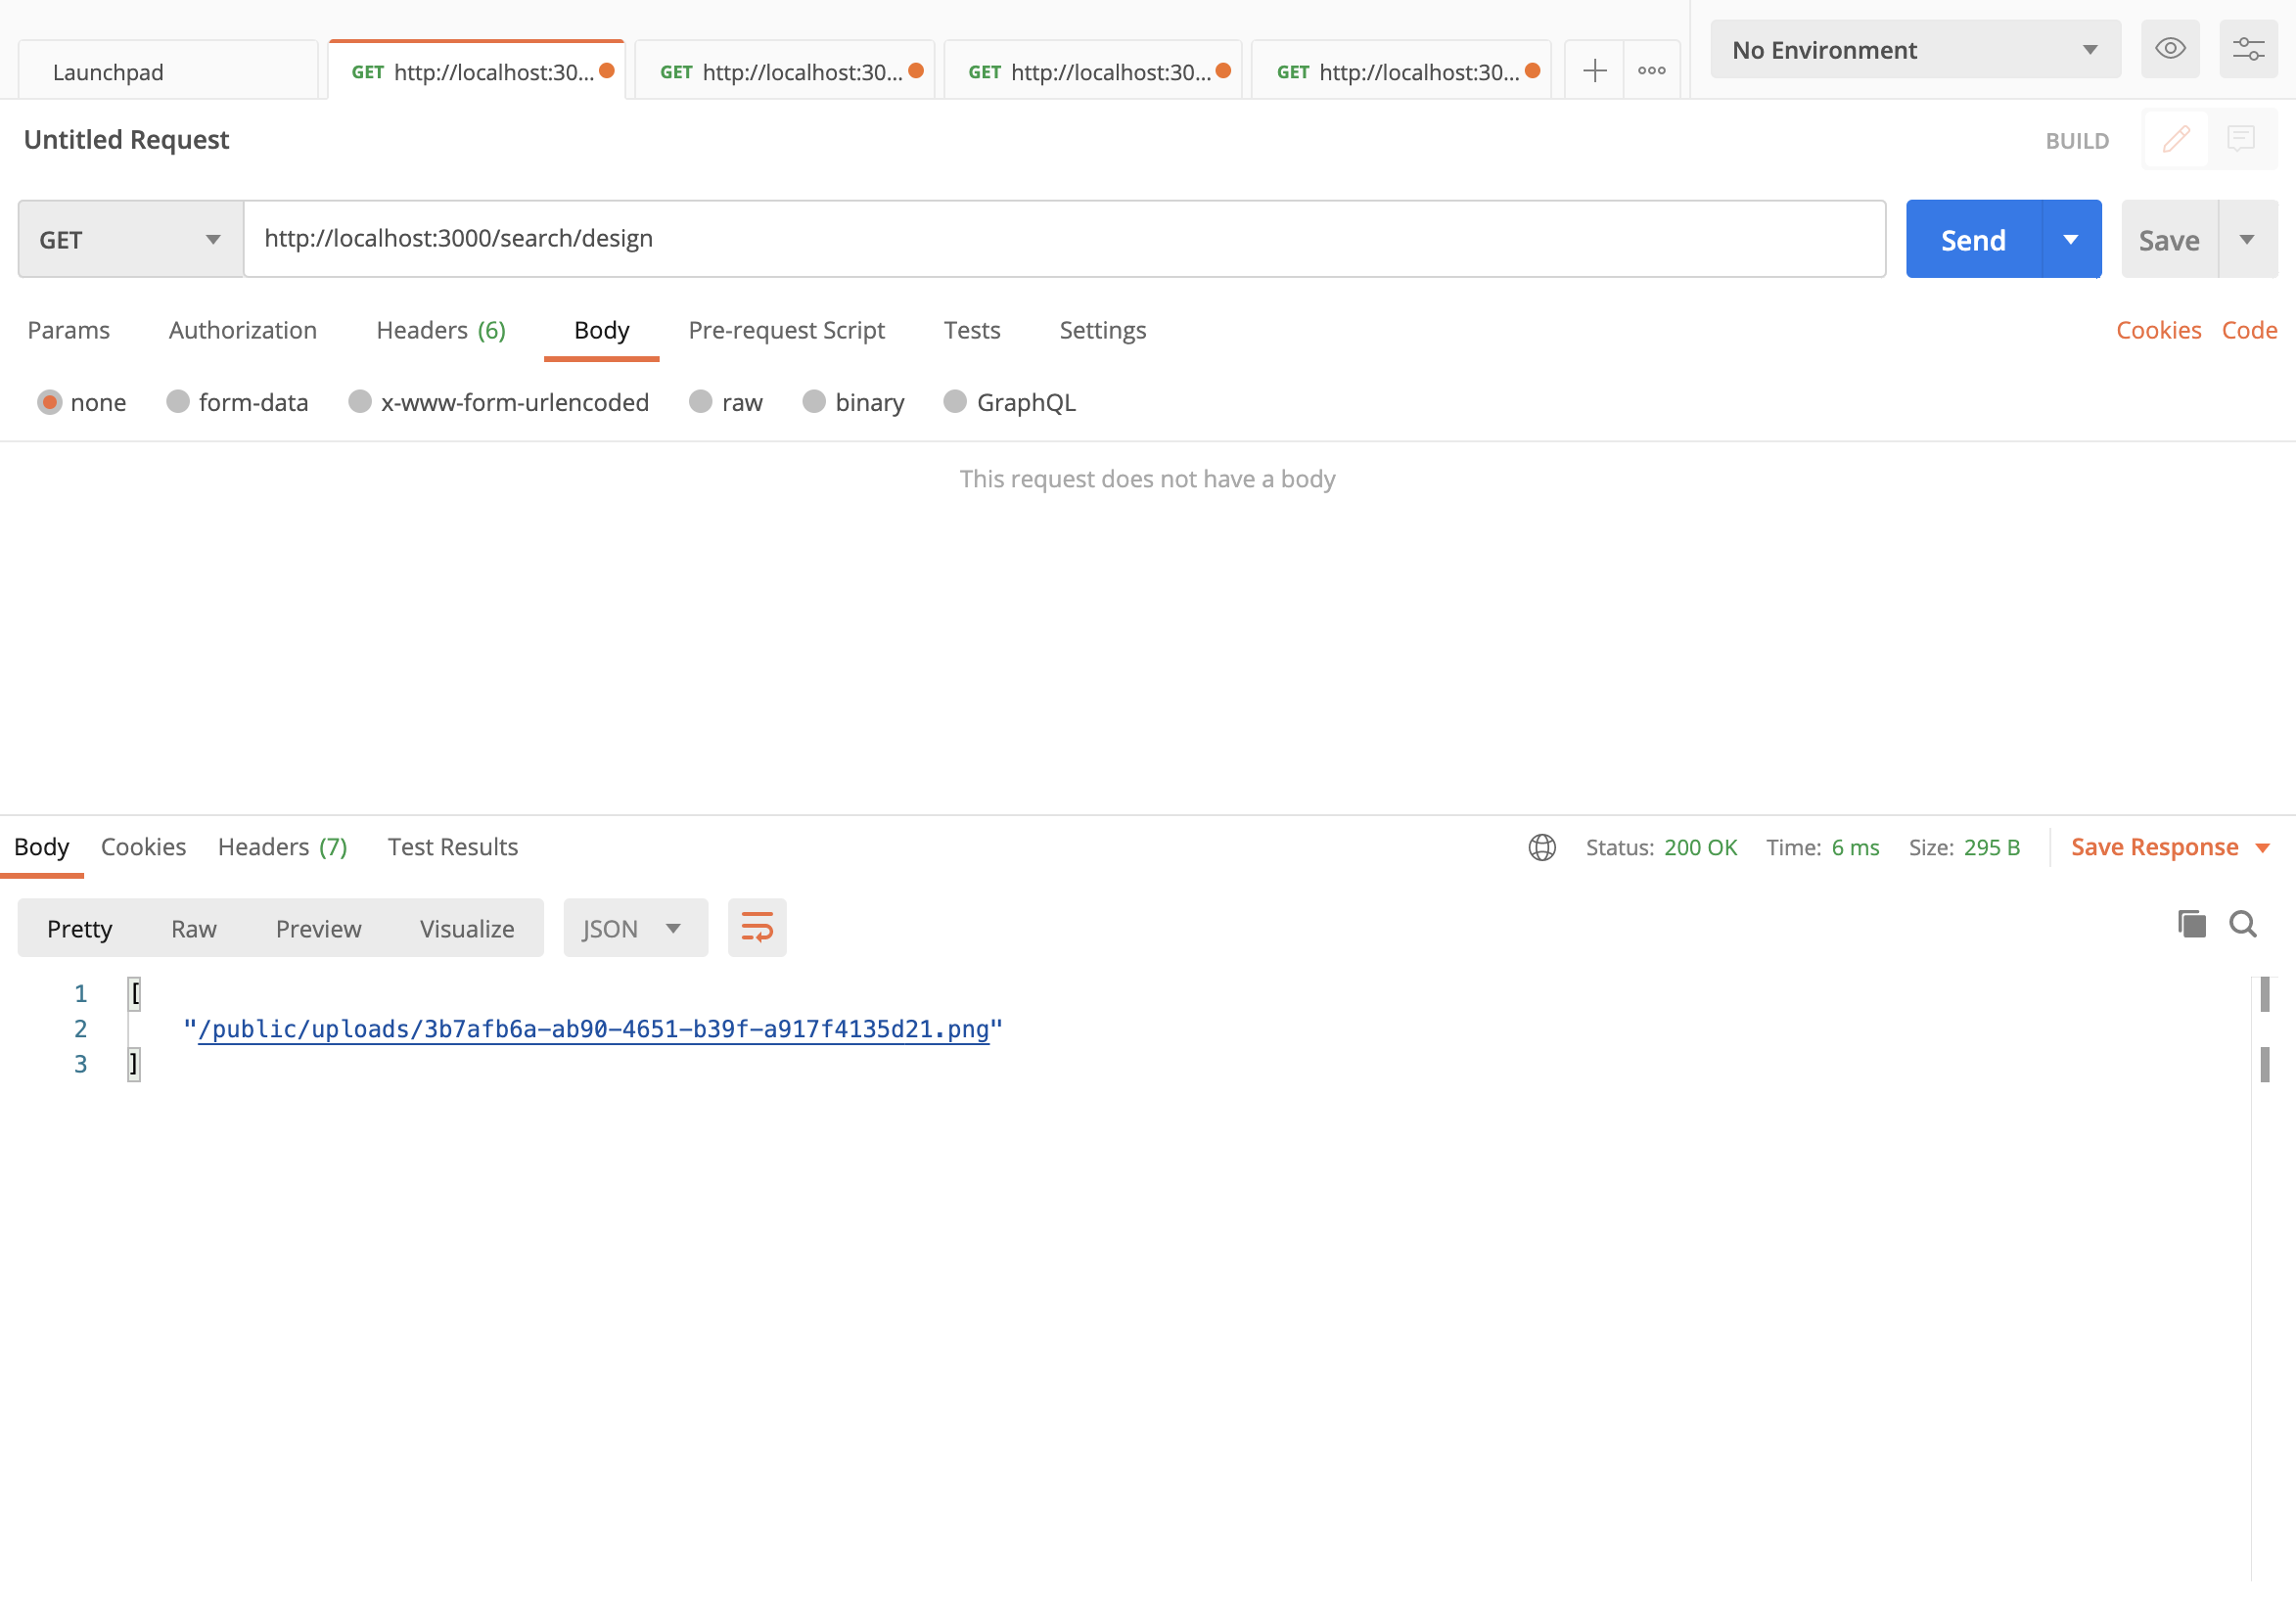 Launchpad
GET http://localhost:30...
GET http://localhost:30...
GET http://localhost:30...
GET http://localhost:30...
No Environment
Untitled Request
BUILD
GET
http://localhost:3000/search/design
Send
Save
Params
Authorization
Headers (6)
Body
Pre-request Script
Tests
Settings
Cookies
Code
none
form-data
x-www-form-urlencoded
raw
binary
GraphQL
This request does not have a body
Body
Cookies
Headers (7)
Test Results
Status: 200 OK
Time: 6 ms
Size: 295 B
Save Response
Pretty
Raw
Preview
Visualize
JSON
1 [
2 "/public/uploads/3b7afb6a-ab90-4651-b39f-a917f4135d21.png"
3 ]